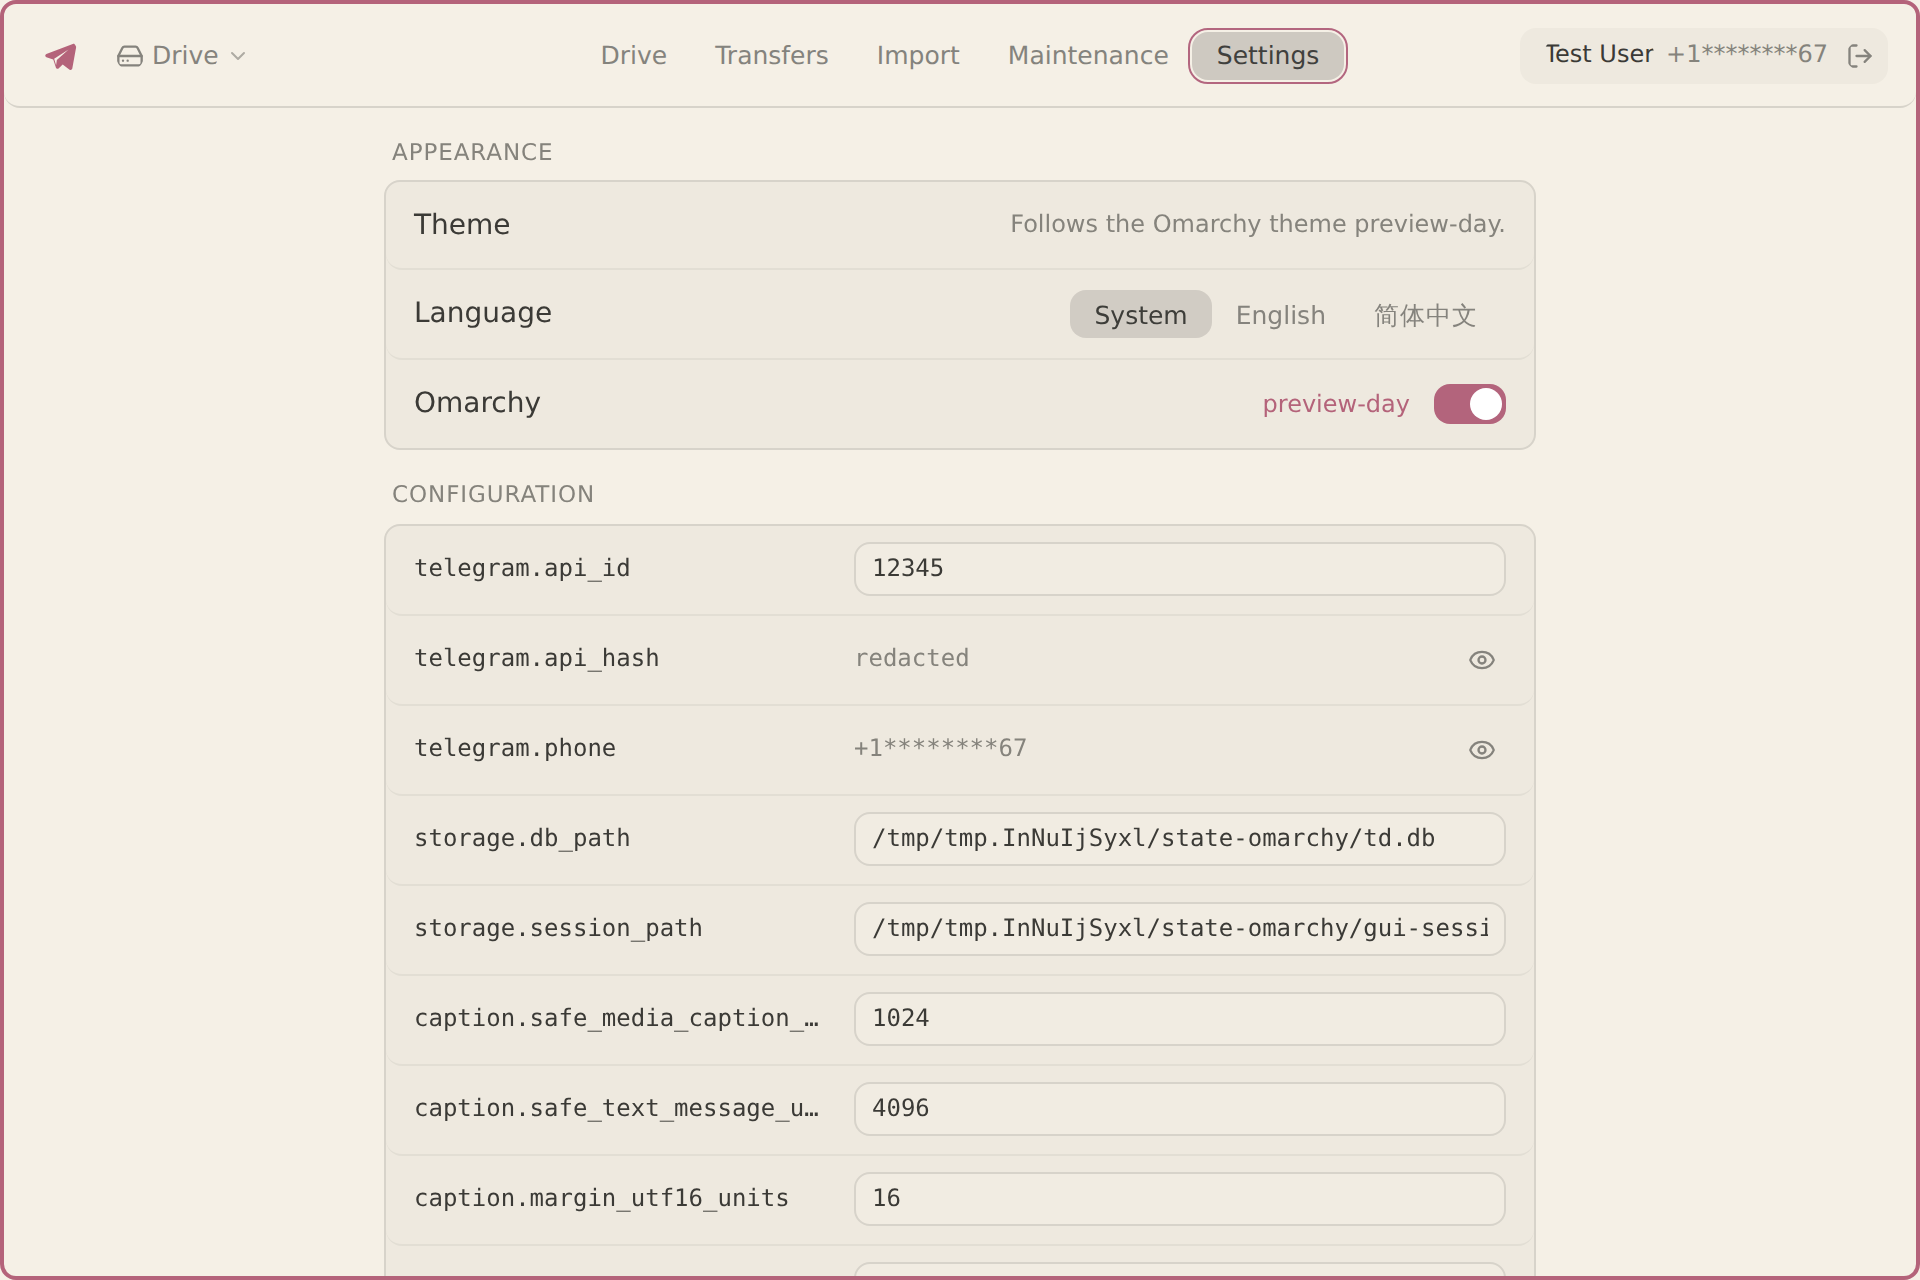 Drive
Drive Transfers Import Maintenance Settings
Test User +1********67
APPEARANCE
Theme Follows the Omarchy theme preview-day.
Language System English 简体中文
Omarchy preview-day
CONFIGURATION
telegram.api_id 12345
telegram.api_hash redacted
telegram.phone +1********67
storage.db_path /tmp/tmp.InNuIjSyxl/state-omarchy/td.db
storage.session_path /tmp/tmp.InNuIjSyxl/state-omarchy/gui-sessi
caption.safe_media_caption_… 1024
caption.safe_text_message_u… 4096
caption.margin_utf16_units 16